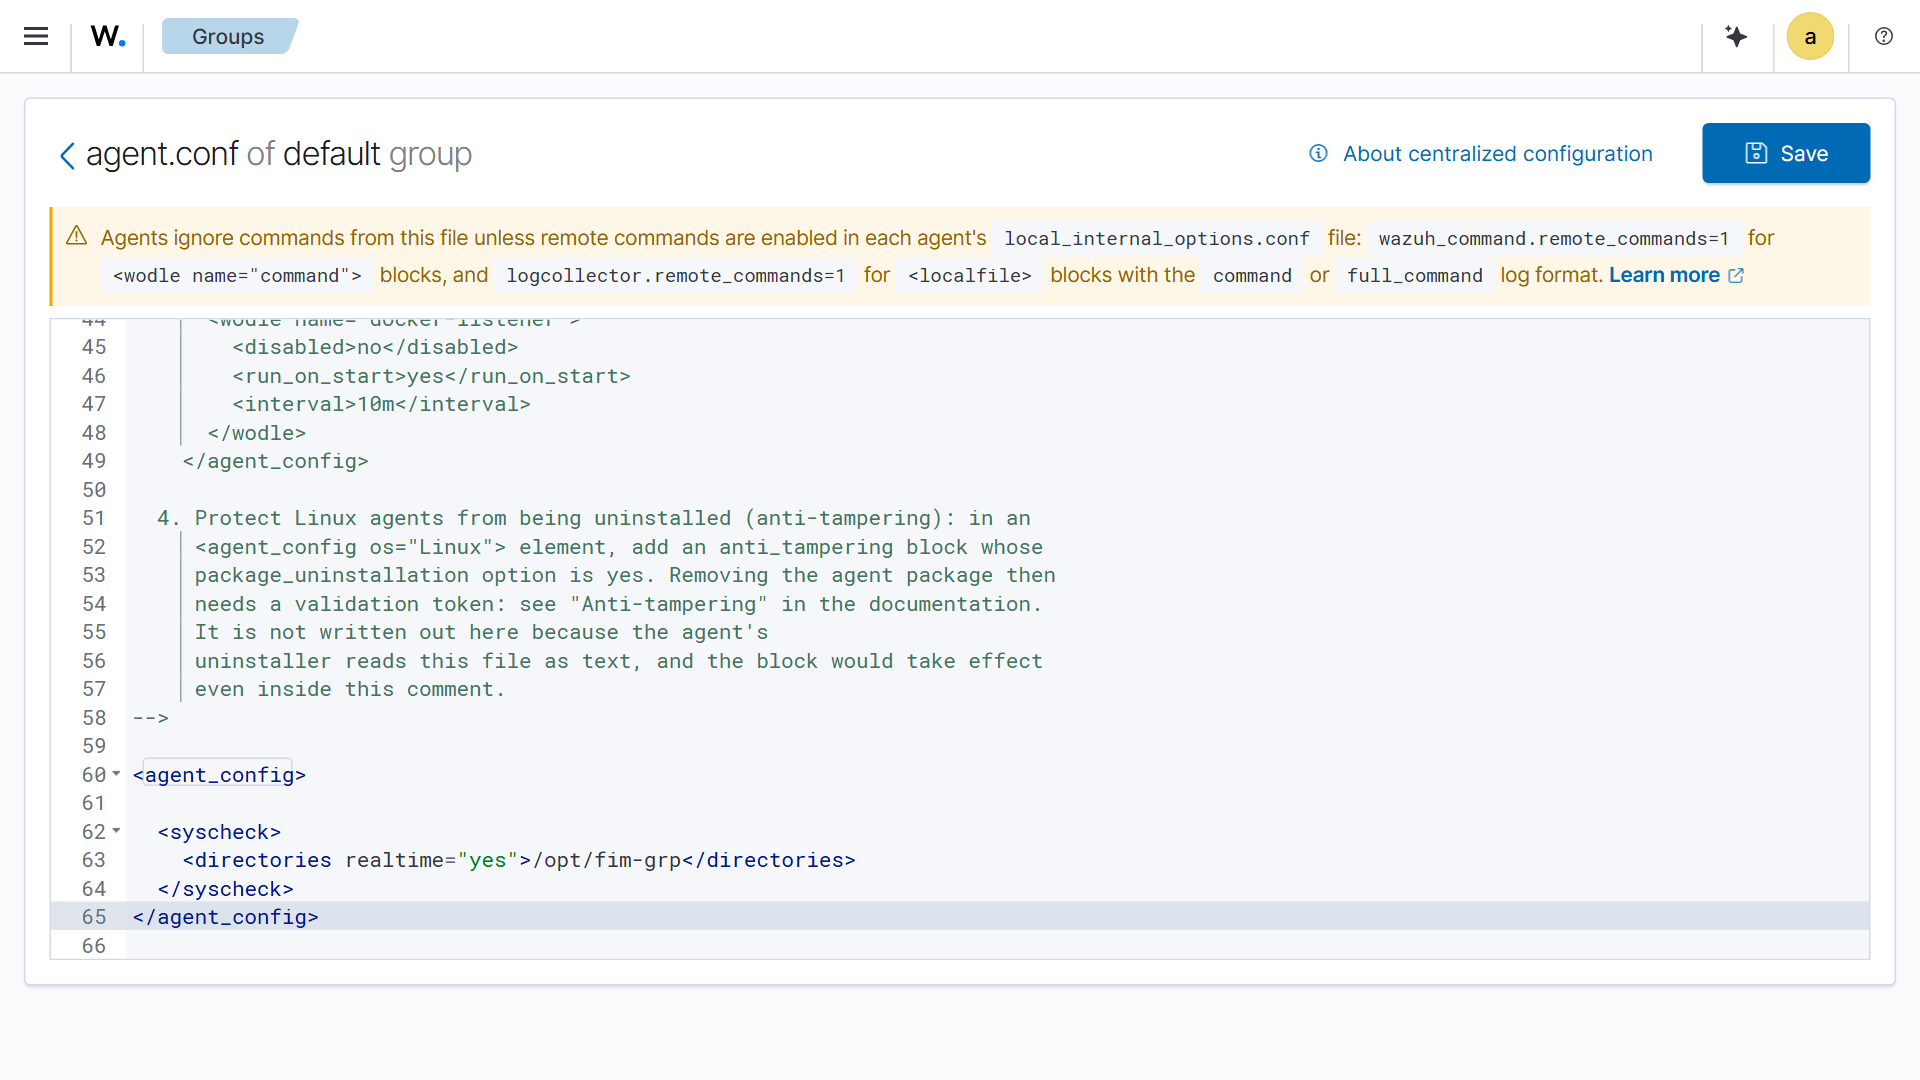 W.
Groups
a
agent.conf of default group
About centralized configuration
Save
Agents ignore commands from this file unless remote commands are enabled in each agent's local_internal_options.conf file: wazuh_command.remote_commands=1 for
<wodle name="command"> blocks, and logcollector.remote_commands=1 for <localfile> blocks with the command or full_command log format. Learn more
44 <wodle name="docker-listener">
45 <disabled>no</disabled>
46 <run_on_start>yes</run_on_start>
47 <interval>10m</interval>
48 </wodle>
49 </agent_config>
50
51 4. Protect Linux agents from being uninstalled (anti-tampering): in an
52 <agent_config os="Linux"> element, add an anti_tampering block whose
53 package_uninstallation option is yes. Removing the agent package then
54 needs a validation token: see "Anti-tampering" in the documentation.
55 It is not written out here because the agent's
56 uninstaller reads this file as text, and the block would take effect
57 even inside this comment.
58 -->
59
60 <agent_config>
61
62 <syscheck>
63 <directories realtime="yes">/opt/fim-grp</directories>
64 </syscheck>
65 </agent_config>
66